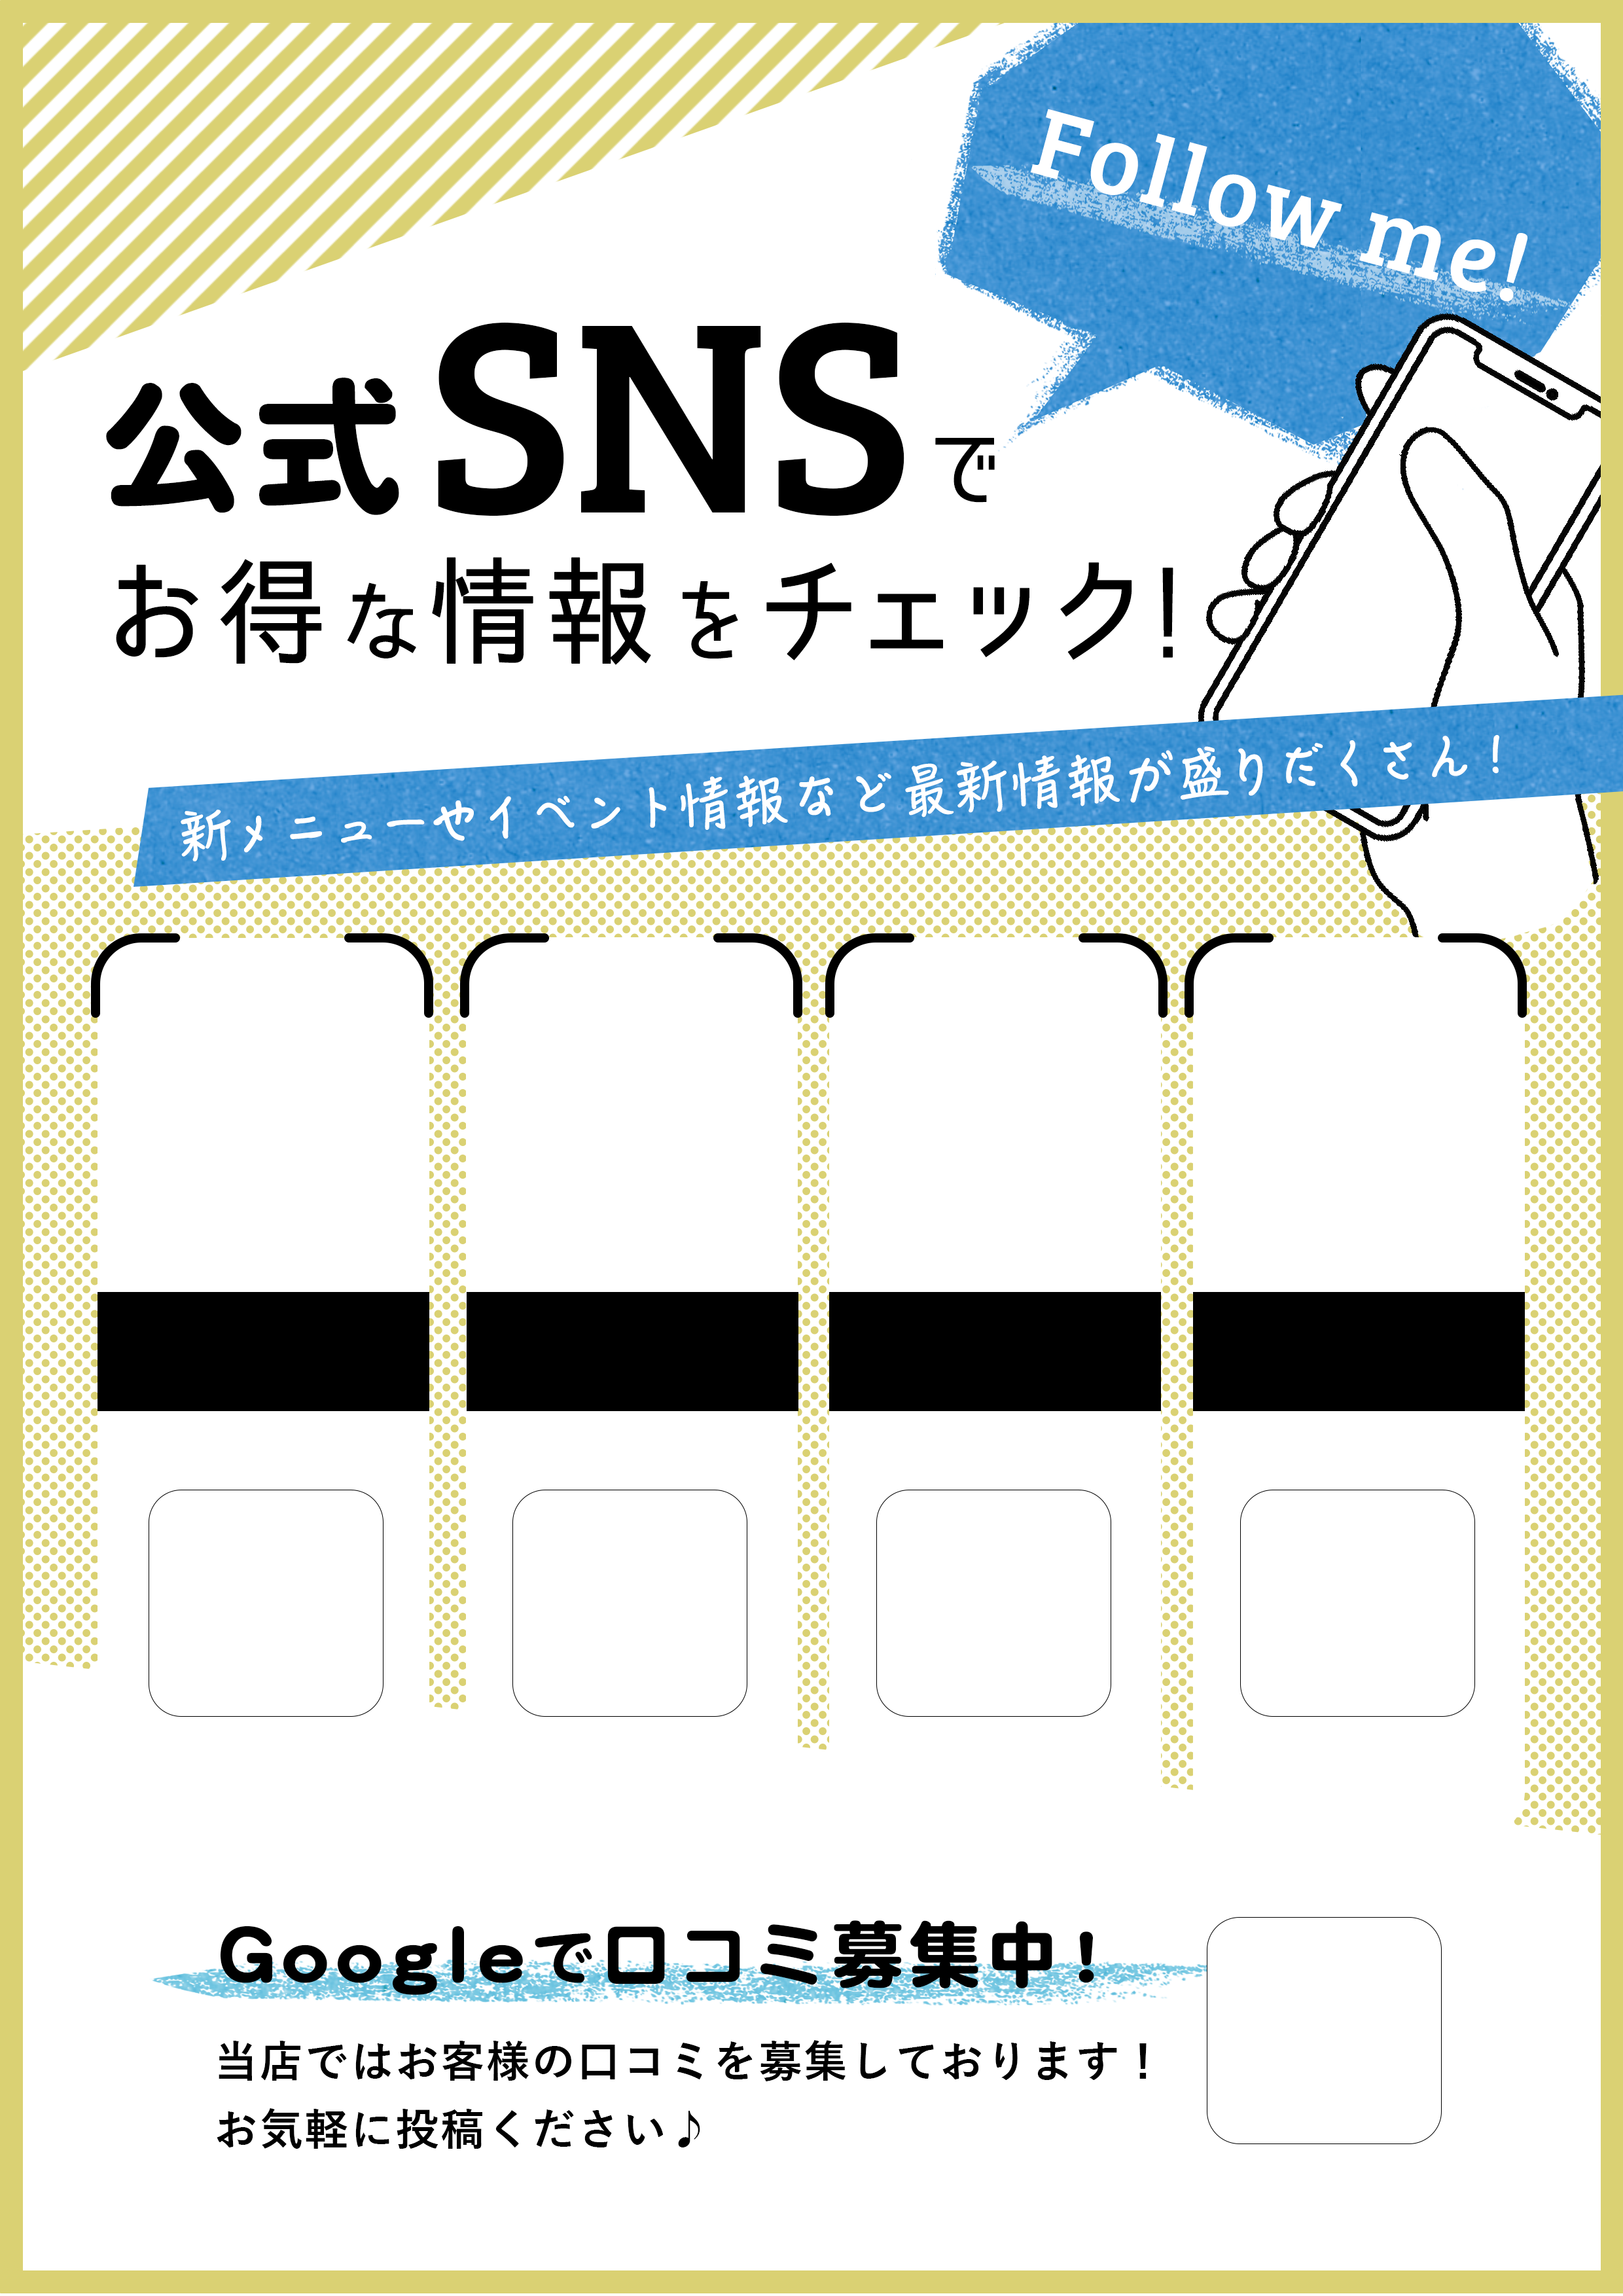 Follow me!
公式SNSで
お得な情報をチェック!
新メニューやイベント情報など最新情報が盛りだくさん!
Googleで口コミ募集中!
当店ではお客様の口コミを募集しております!
お気軽に投稿ください♪